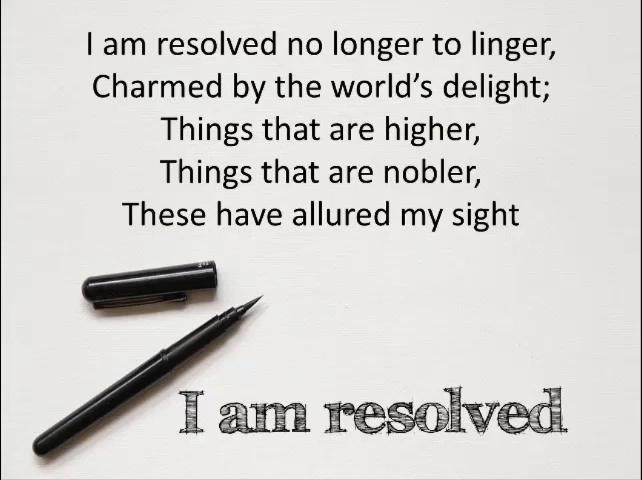 I am resolved no longer to linger,
Charmed by the world’s delight;
Things that are higher,
Things that are nobler,
These have allured my sight
I am resolved